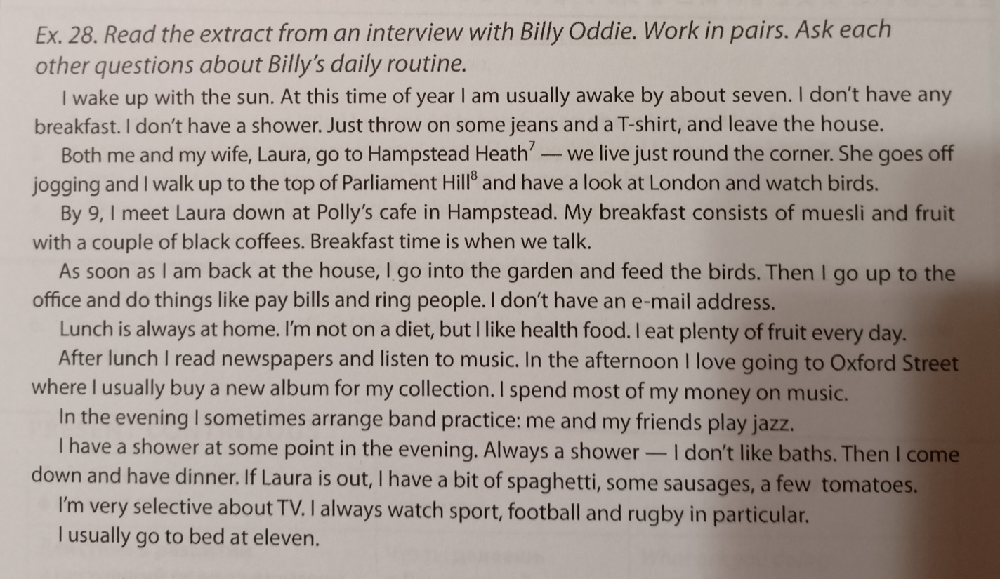 Ex. 28. Read the extract from an interview with Billy Oddie. Work in pairs. Ask each
other questions about Billy's daily routine.
I wake up with the sun. At this time of year I am usually awake by about seven. I don't have any
breakfast. I don't have a shower. Just throw on some jeans and a T-shirt, and leave the house.
Both me and my wife, Laura, go to Hampstead Heath⁷ — we live just round the corner. She goes off
jogging and I walk up to the top of Parliament Hill⁸ and have a look at London and watch birds.
By 9, I meet Laura down at Polly's cafe in Hampstead. My breakfast consists of muesli and fruit
with a couple of black coffees. Breakfast time is when we talk.
As soon as I am back at the house, I go into the garden and feed the birds. Then I go up to the
office and do things like pay bills and ring people. I don't have an e-mail address.
Lunch is always at home. I'm not on a diet, but I like health food. I eat plenty of fruit every day.
After lunch I read newspapers and listen to music. In the afternoon I love going to Oxford Street
where I usually buy a new album for my collection. I spend most of my money on music.
In the evening I sometimes arrange band practice: me and my friends play jazz.
I have a shower at some point in the evening. Always a shower — I don't like baths. Then I come
down and have dinner. If Laura is out, I have a bit of spaghetti, some sausages, a few tomatoes.
I'm very selective about TV. I always watch sport, football and rugby in particular.
I usually go to bed at eleven.